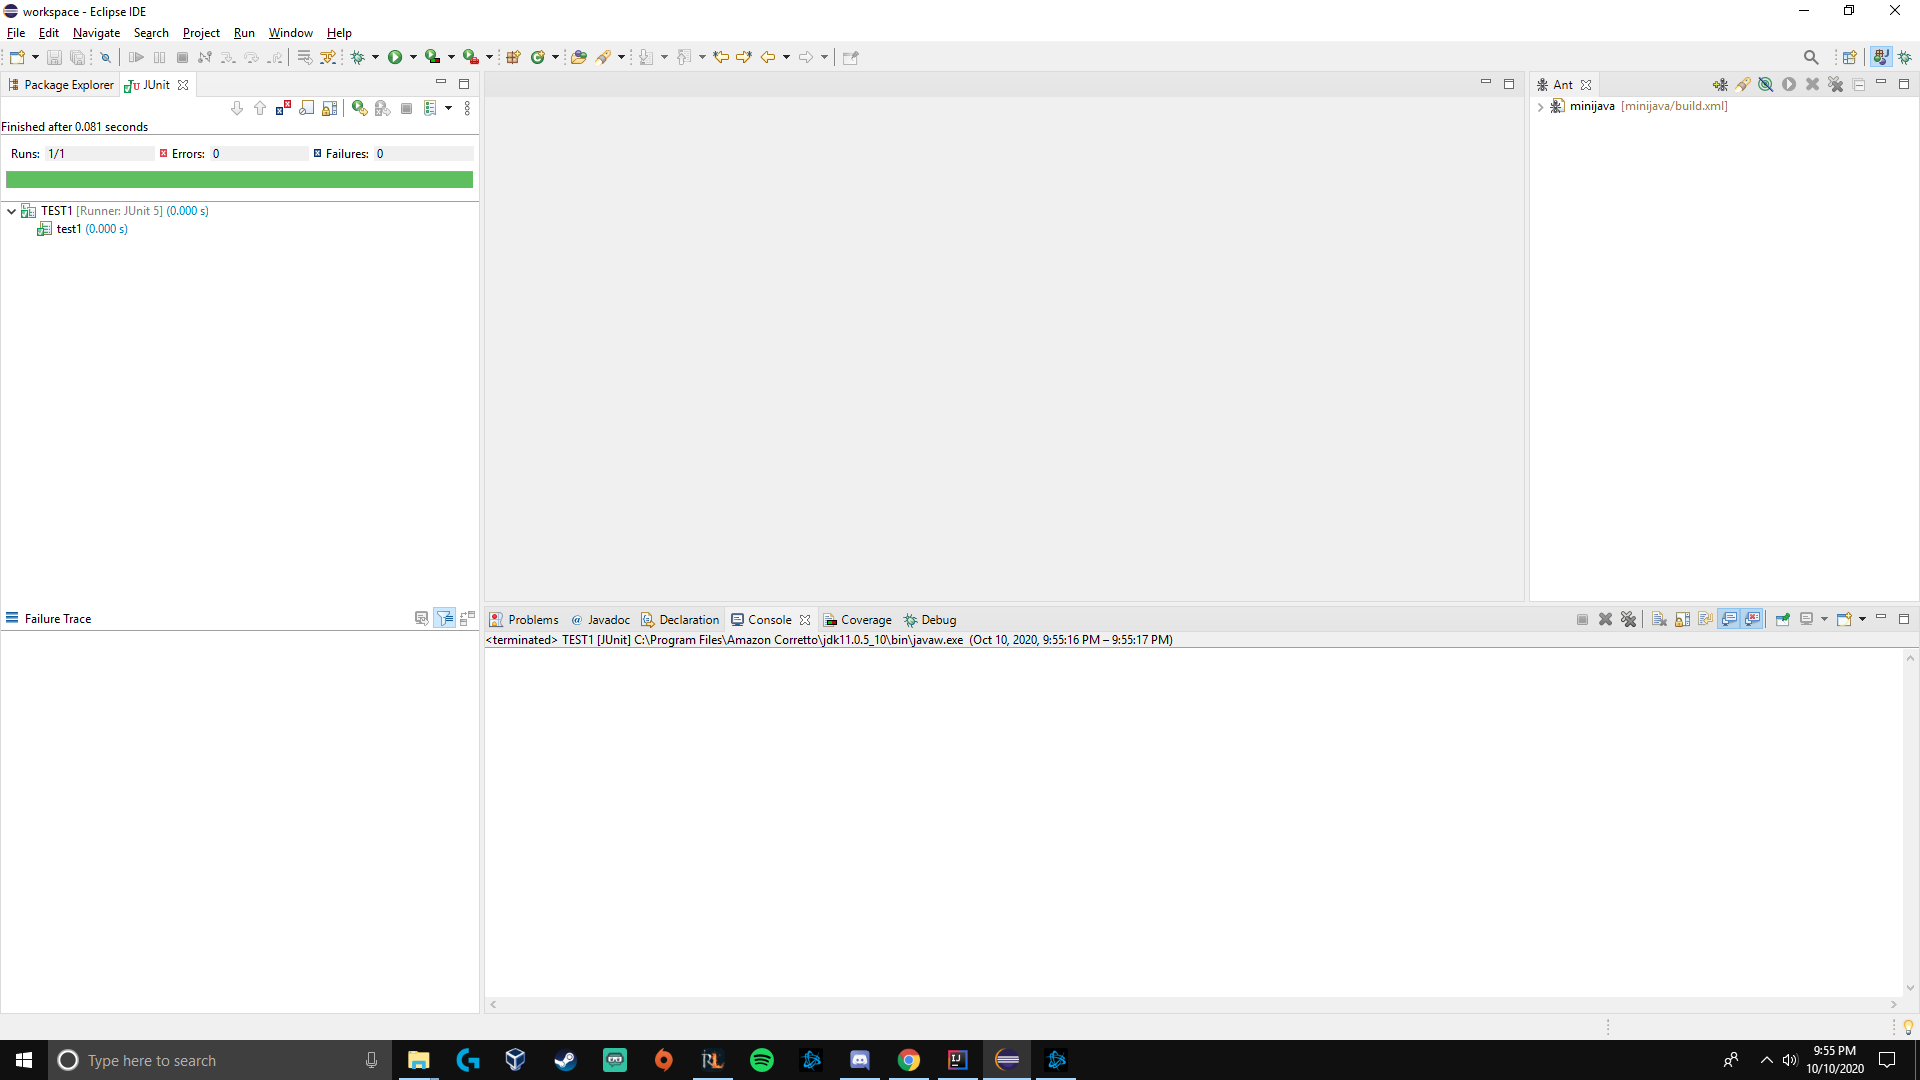 workspace - Eclipse IDE
File Edit Navigate Search Project Run Window Help
Package Explorer JUnit
Finished after 0.081 seconds
Runs: 1/1 Errors: 0 Failures: 0
TEST1 [Runner: JUnit 5] (0.000 s)
test1 (0.000 s)
Failure Trace
Ant
minijava [minijava/build.xml]
Problems @ Javadoc Declaration Console Coverage Debug
<terminated> TEST1 [JUnit] C:\Program Files\Amazon Corretto\jdk11.0.5_10\bin\javaw.exe (Oct 10, 2020, 9:55:16 PM – 9:55:17 PM)
Type here to search
9:55 PM
10/10/2020